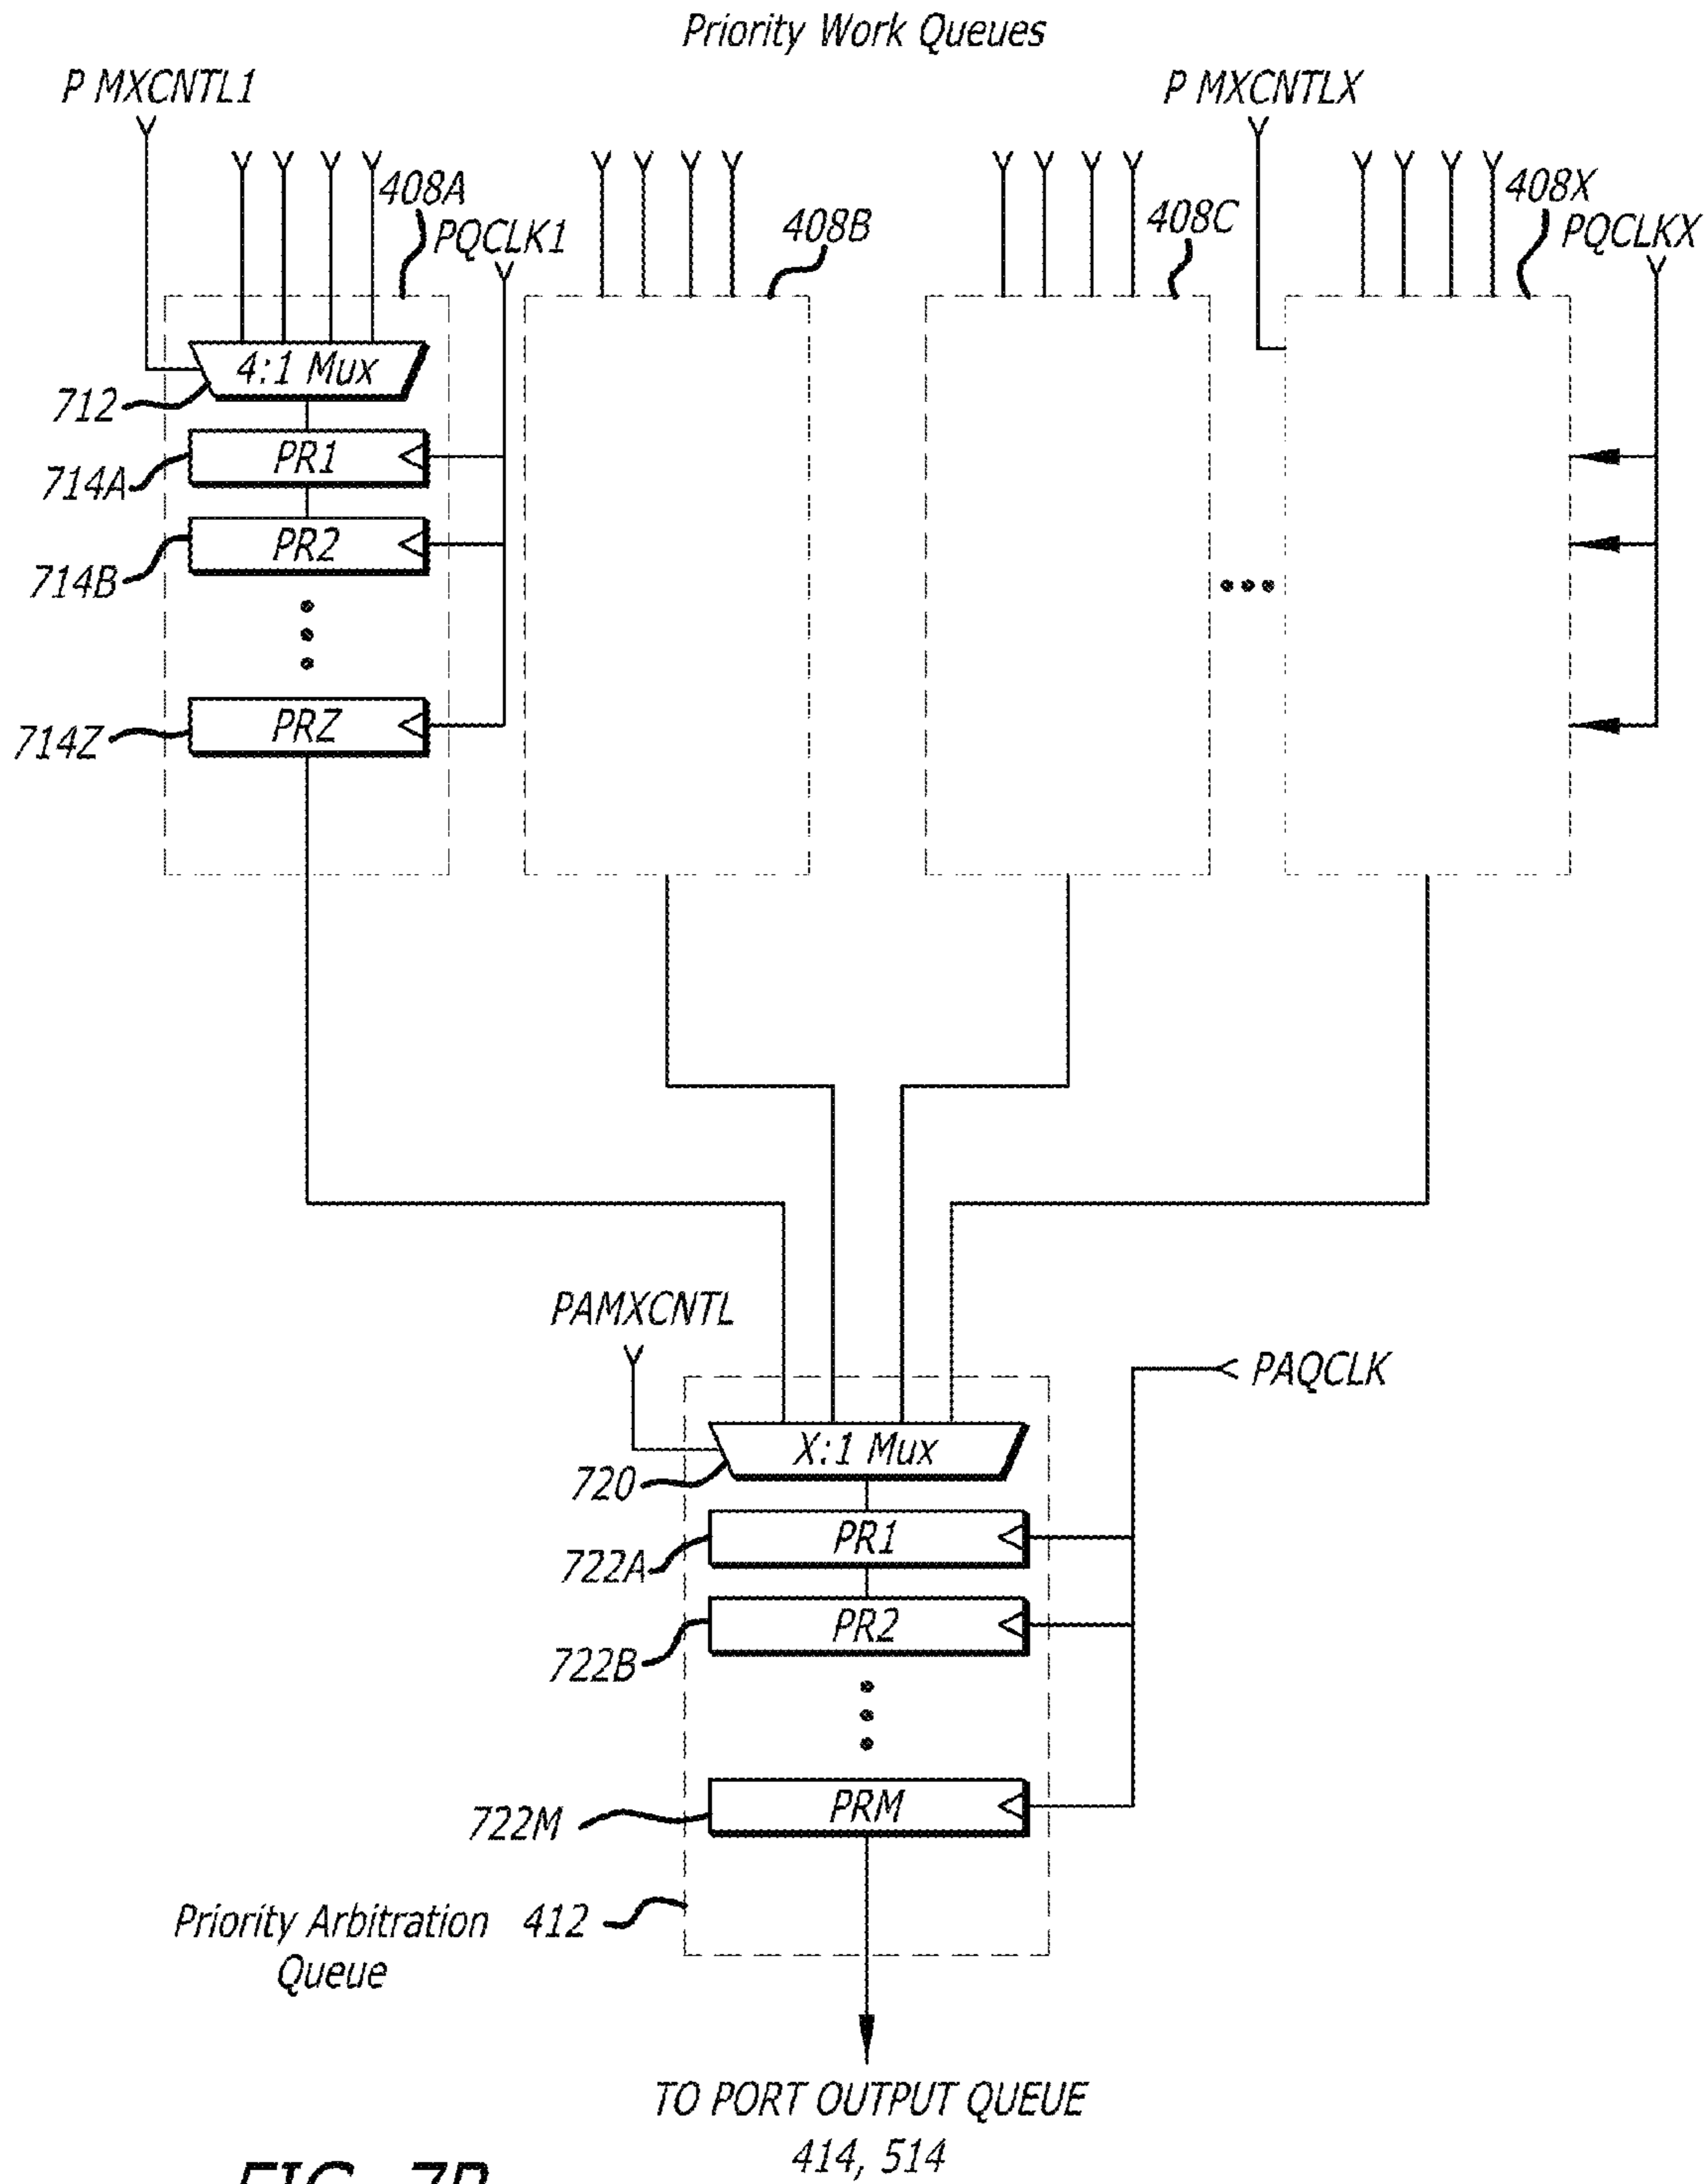 Priority Work Queues
P MXCNTL1
P MXCNTLX
408A
PQCLK1
408B
408C
408X
PQCLKX
4:1 Mux
712
PR1
714A
PR2
714B
PRZ
714Z
PAMXCNTL
PAQCLK
X:1 Mux
720
PR1
722A
PR2
722B
PRM
722M
Priority Arbitration 412
Queue
TO PORT OUTPUT QUEUE
414, 514
FIG. 7B